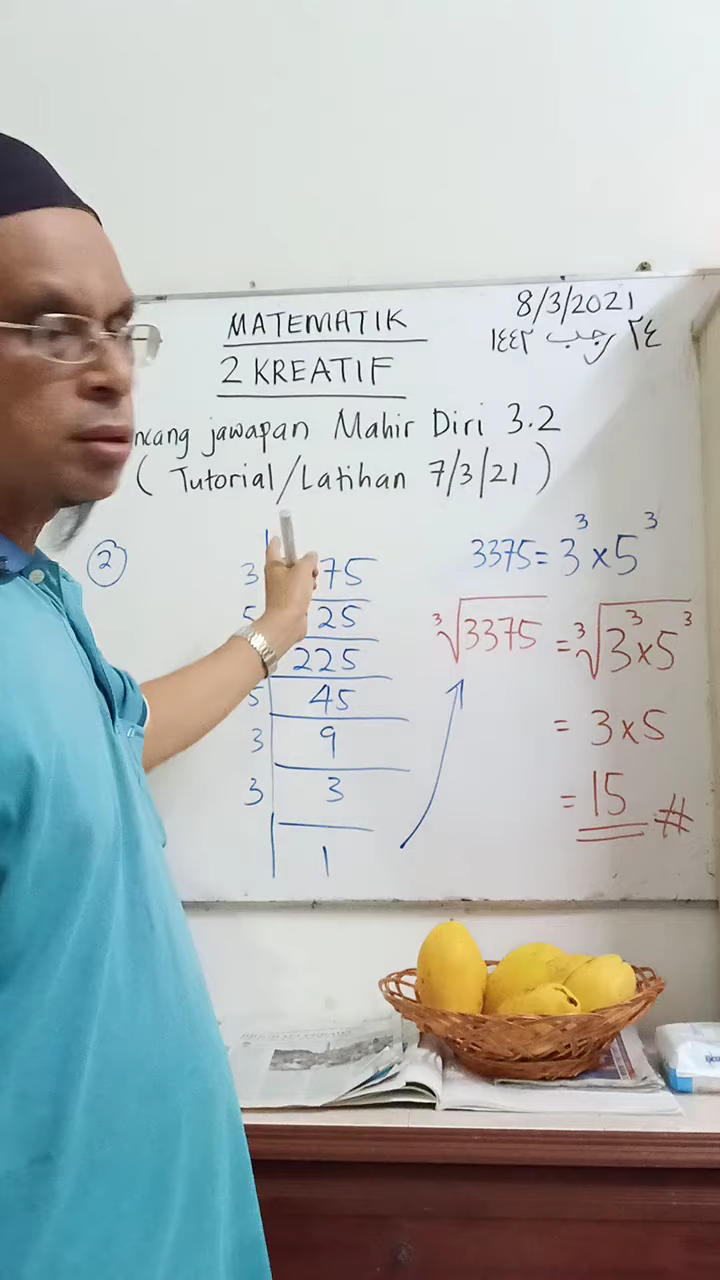 8/3/2021
٢٤ رجب ١٤٤٢
MATEMATIK
2 KREATIF
ncang jawapan Mahir Diri 3.2
( Tutorial/Latihan 7/3/21 )
2
3 75
5 25
225
5 45
3 9
3 3
1
3375 = 3³ x 5³
³√3375 = ³√3³ x 5³
= 3 x 5
= 15 #